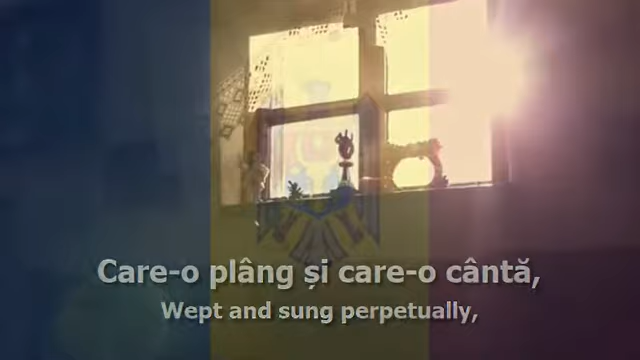 Care-o plâng și care-o cântă,
Wept and sung perpetually,